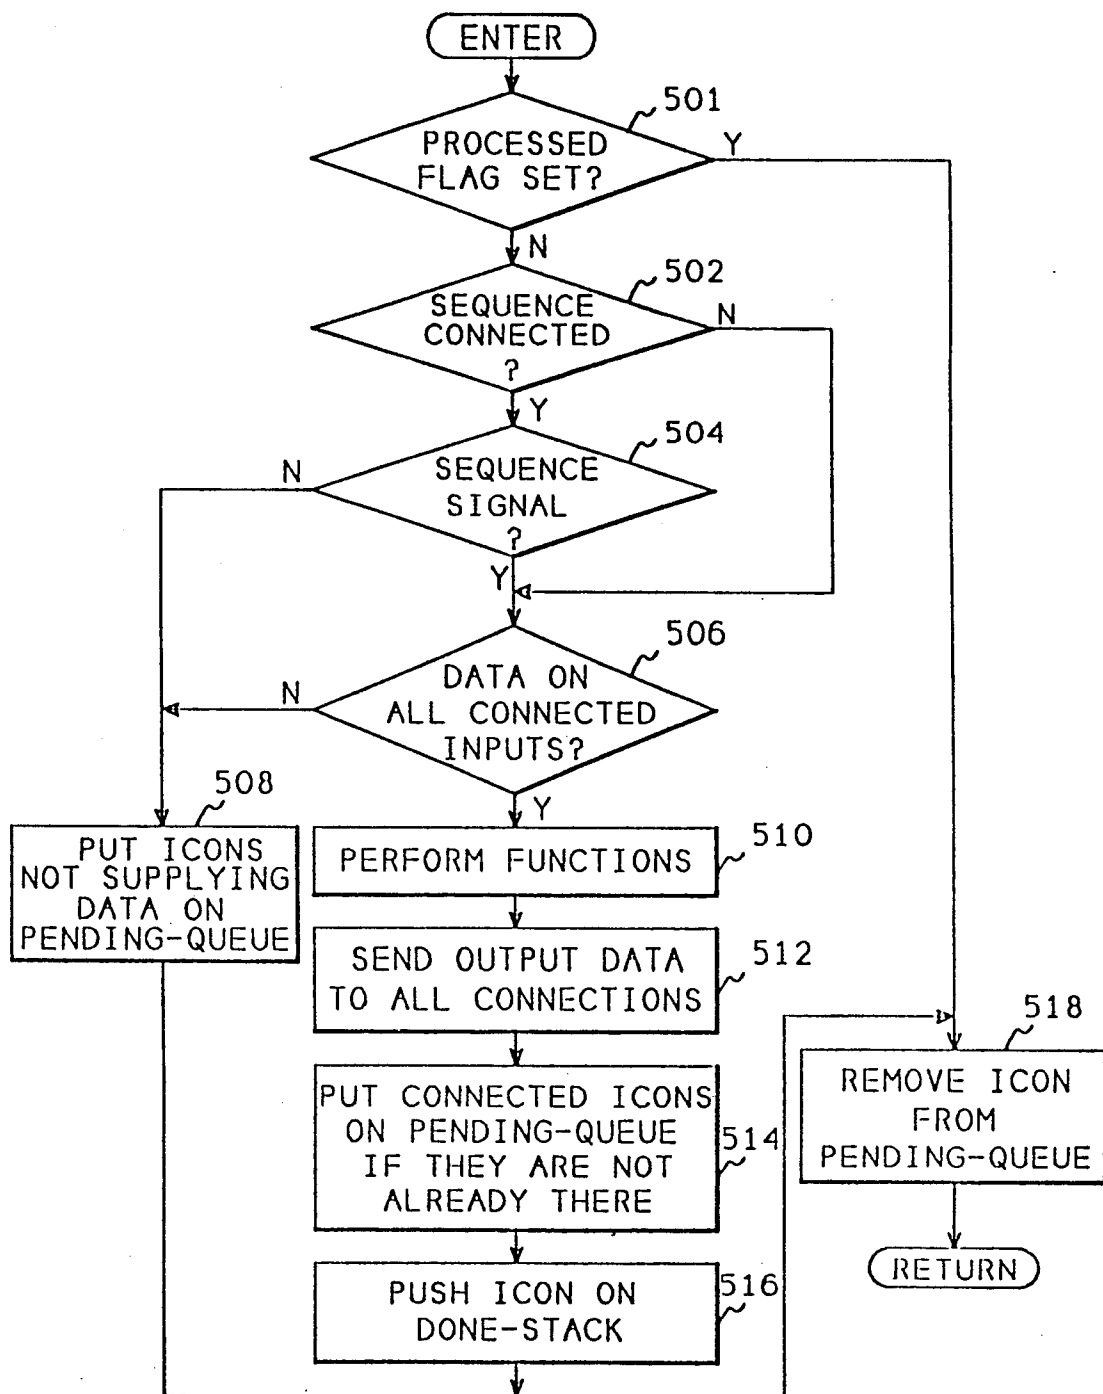 ENTER
501
PROCESSED
FLAG SET?
Y
N
502
SEQUENCE
CONNECTED
?
N
Y
504
SEQUENCE
SIGNAL
?
N
Y
506
DATA ON
ALL CONNECTED
INPUTS?
N
Y
508
PUT ICONS
NOT SUPPLYING
DATA ON
PENDING-QUEUE
510
PERFORM FUNCTIONS
512
SEND OUTPUT DATA
TO ALL CONNECTIONS
514
PUT CONNECTED ICONS
ON PENDING-QUEUE
IF THEY ARE NOT
ALREADY THERE
516
PUSH ICON ON
DONE-STACK
518
REMOVE ICON
FROM
PENDING-QUEUE
RETURN